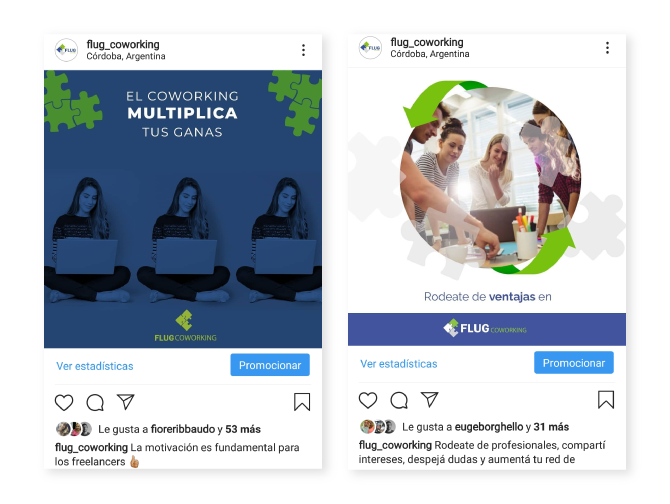 flug_coworking
Córdoba, Argentina
FLUG
EL COWORKING
MULTIPLICA
TUS GANAS
FLUG COWORKING
Ver estadísticas
Promocionar
Le gusta a fioreribbaudo y 53 más
flug_coworking La motivación es fundamental para
los freelancers 👍🏽
flug_coworking
Córdoba, Argentina
FLUG
Rodeate de ventajas en
FLUG COWORKING
Ver estadísticas
Promocionar
Le gusta a eugeborghello y 31 más
flug_coworking Rodeate de profesionales, compartí
intereses, despejá dudas y aumentá tu red de